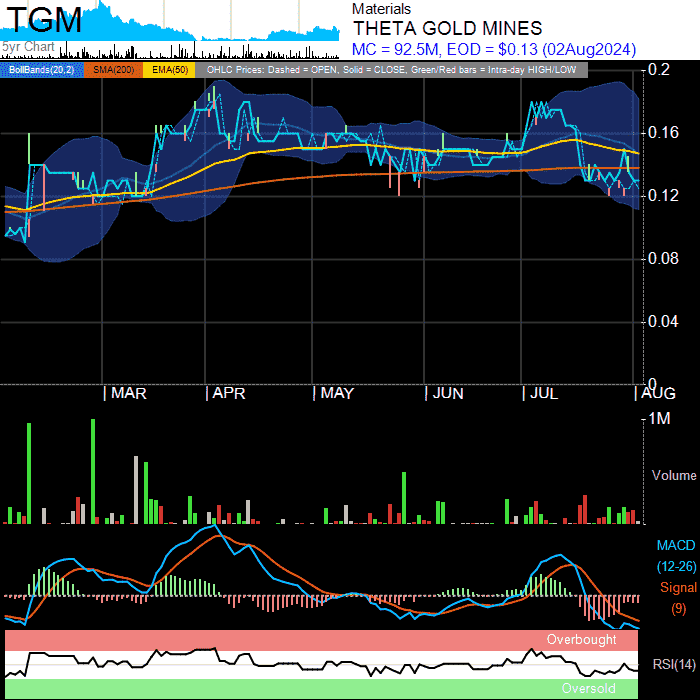 TGM
5yr Chart
Materials
THETA GOLD MINES
MC = 92.5M, EOD = $0.13 (02Aug2024)
BollBands(20,2) SMA(200) EMA(50) OHLC Prices: Dashed = OPEN, Solid = CLOSE, Green/Red bars = Intra-day HIGH/LOW
0.2
0.16
0.12
0.08
0.04
0
MAR APR MAY JUN JUL AUG
1M
Volume
MACD
(12-26)
Signal
(9)
Overbought
RSI(14)
Oversold